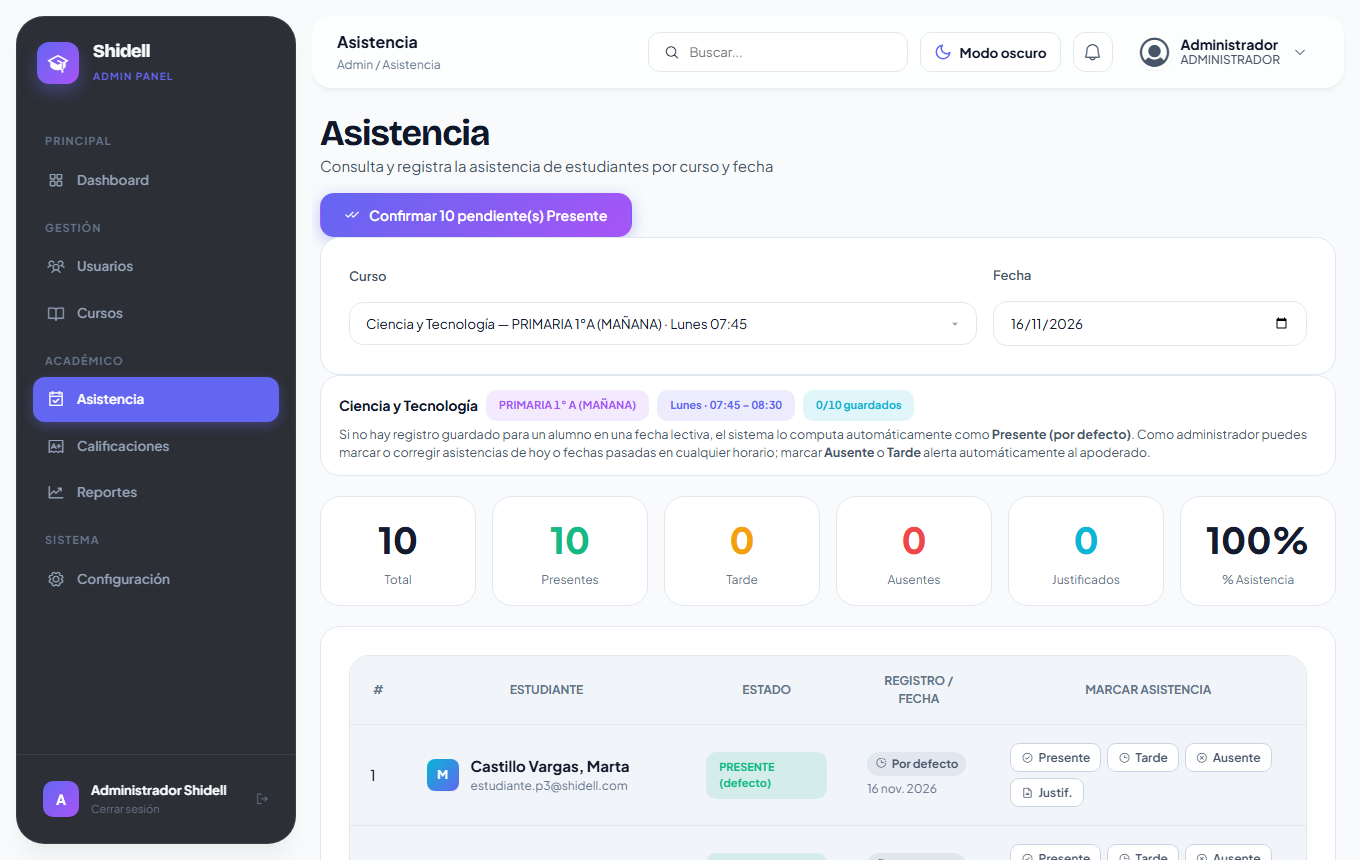 Shidell
ADMIN PANEL
PRINCIPAL
Dashboard
GESTIÓN
Usuarios
Cursos
ACADÉMICO
Asistencia
Calificaciones
Reportes
SISTEMA
Configuración
A
Administrador Shidell
Cerrar sesión
Asistencia
Admin / Asistencia
Buscar...
Modo oscuro
Administrador
ADMINISTRADOR
Asistencia
Consulta y registra la asistencia de estudiantes por curso y fecha
Confirmar 10 pendiente(s) Presente
Curso
Fecha
Ciencia y Tecnología — PRIMARIA 1°A (MAÑANA) · Lunes 07:45
16/11/2026
Ciencia y Tecnología PRIMARIA 1° A (MAÑANA) Lunes · 07:45 – 08:30 0/10 guardados
Si no hay registro guardado para un alumno en una fecha lectiva, el sistema lo computa automáticamente como Presente (por defecto). Como administrador puedes
marcar o corregir asistencias de hoy o fechas pasadas en cualquier horario; marcar Ausente o Tarde alerta automáticamente al apoderado.
10
Total
10
Presentes
0
Tarde
0
Ausentes
0
Justificados
100%
% Asistencia
# ESTUDIANTE ESTADO REGISTRO / FECHA MARCAR ASISTENCIA
1
M
Castillo Vargas, Marta
estudiante.p3@shidell.com
PRESENTE
(defecto)
Por defecto
16 nov. 2026
Presente Tarde Ausente
Justif.
Presente Tarde Ausente